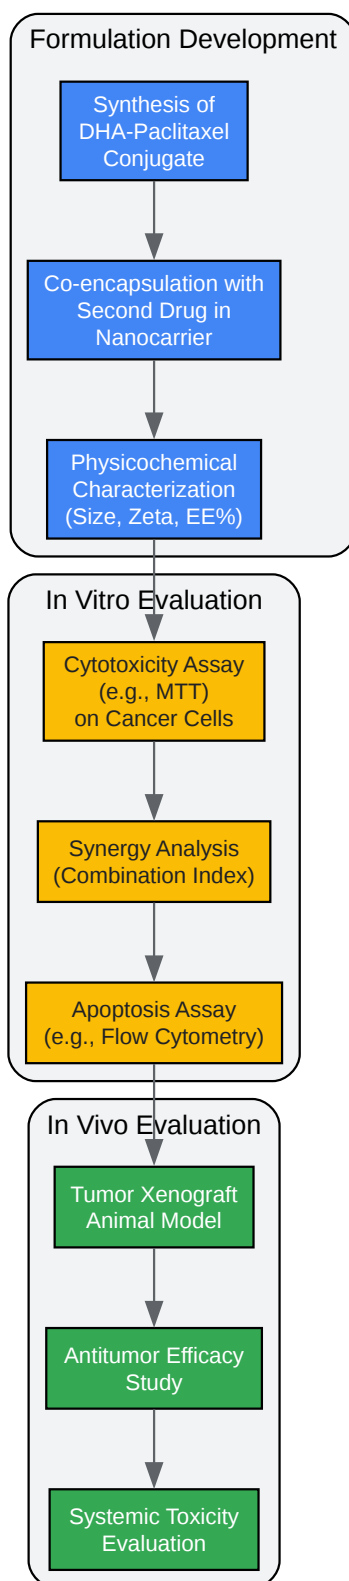 Formulation Development
Synthesis of
DHA-Paclitaxel
Conjugate
Co-encapsulation with
Second Drug in
Nanocarrier
Physicochemical
Characterization
(Size, Zeta, EE%)
In Vitro Evaluation
Cytotoxicity Assay
(e.g., MTT)
on Cancer Cells
Synergy Analysis
(Combination Index)
Apoptosis Assay
(e.g., Flow Cytometry)
In Vivo Evaluation
Tumor Xenograft
Animal Model
Antitumor Efficacy
Study
Systemic Toxicity
Evaluation